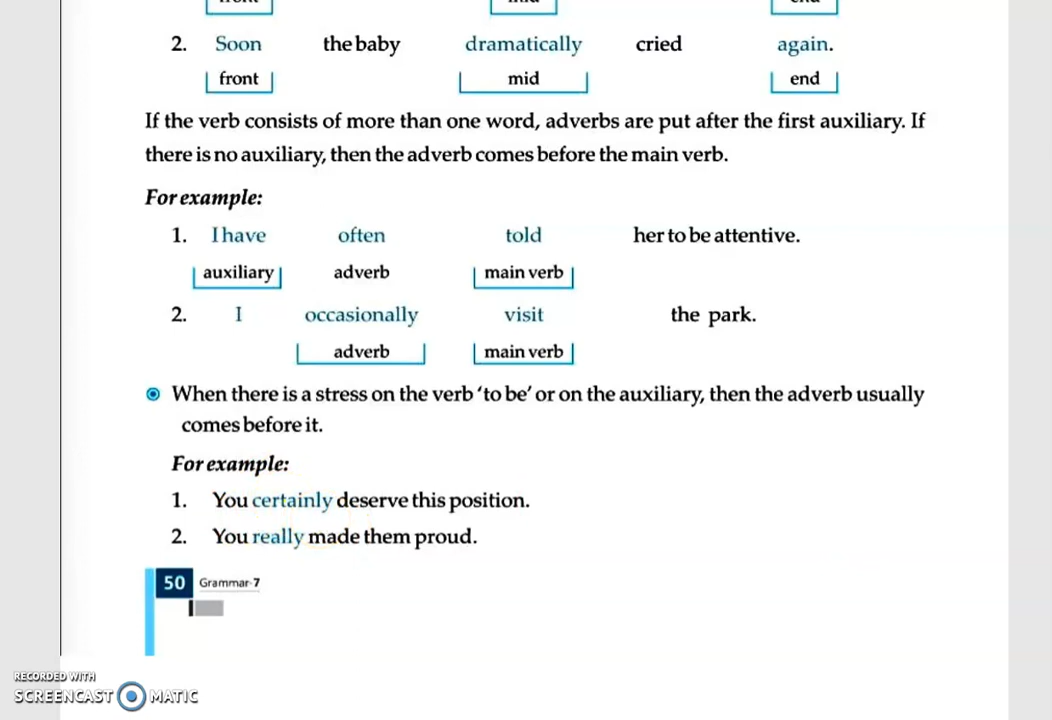 2. Soon the baby dramatically cried again.
front mid end
If the verb consists of more than one word, adverbs are put after the first auxiliary. If
there is no auxiliary, then the adverb comes before the main verb.
For example:
1. I have often told her to be attentive.
auxiliary adverb main verb
2. I occasionally visit the park.
adverb main verb
When there is a stress on the verb 'to be' or on the auxiliary, then the adverb usually
comes before it.
For example:
1. You certainly deserve this position.
2. You really made them proud.
50 Grammar-7
RECORDED WITH
SCREENCAST MATIC